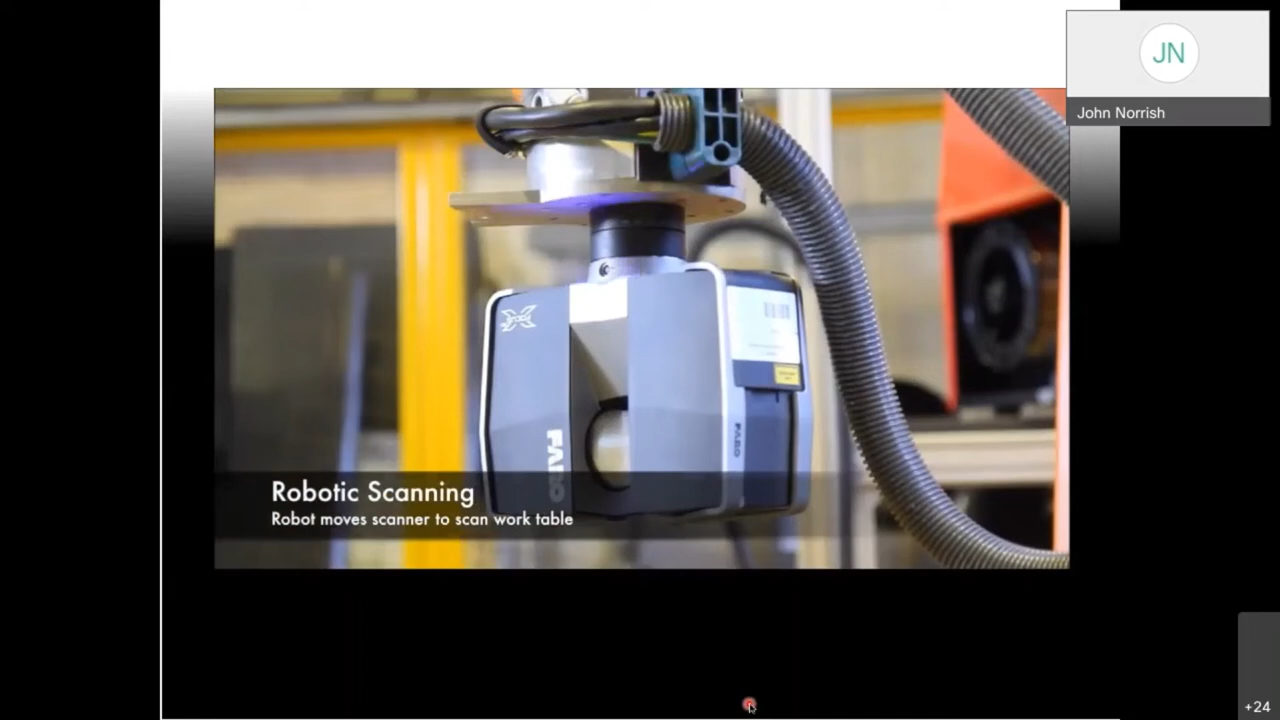 JN
John Norrish
FARO
FARO
Robotic Scanning
Robot moves scanner to scan work table
+24